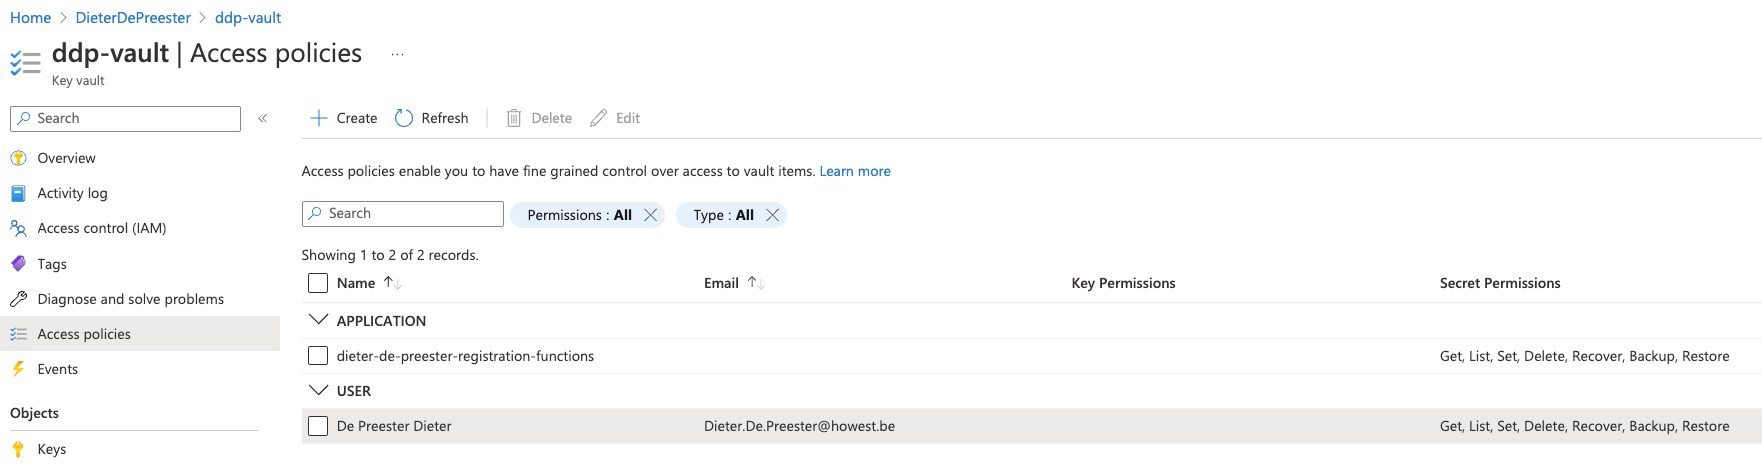 Home > DieterDePreester > ddp-vault
ddp-vault | Access policies ...
Key vault
Search «
Overview
Activity log
Access control (IAM)
Tags
Diagnose and solve problems
Access policies
Events
Objects
Keys
Create Refresh Delete Edit
Access policies enable you to have fine grained control over access to vault items. Learn more
Search Permissions : All Type : All
Showing 1 to 2 of 2 records.
Name Email Key Permissions Secret Permissions
APPLICATION
dieter-de-preester-registration-functions Get, List, Set, Delete, Recover, Backup, Restore
USER
De Preester Dieter Dieter.De.Preester@howest.be Get, List, Set, Delete, Recover, Backup, Restore